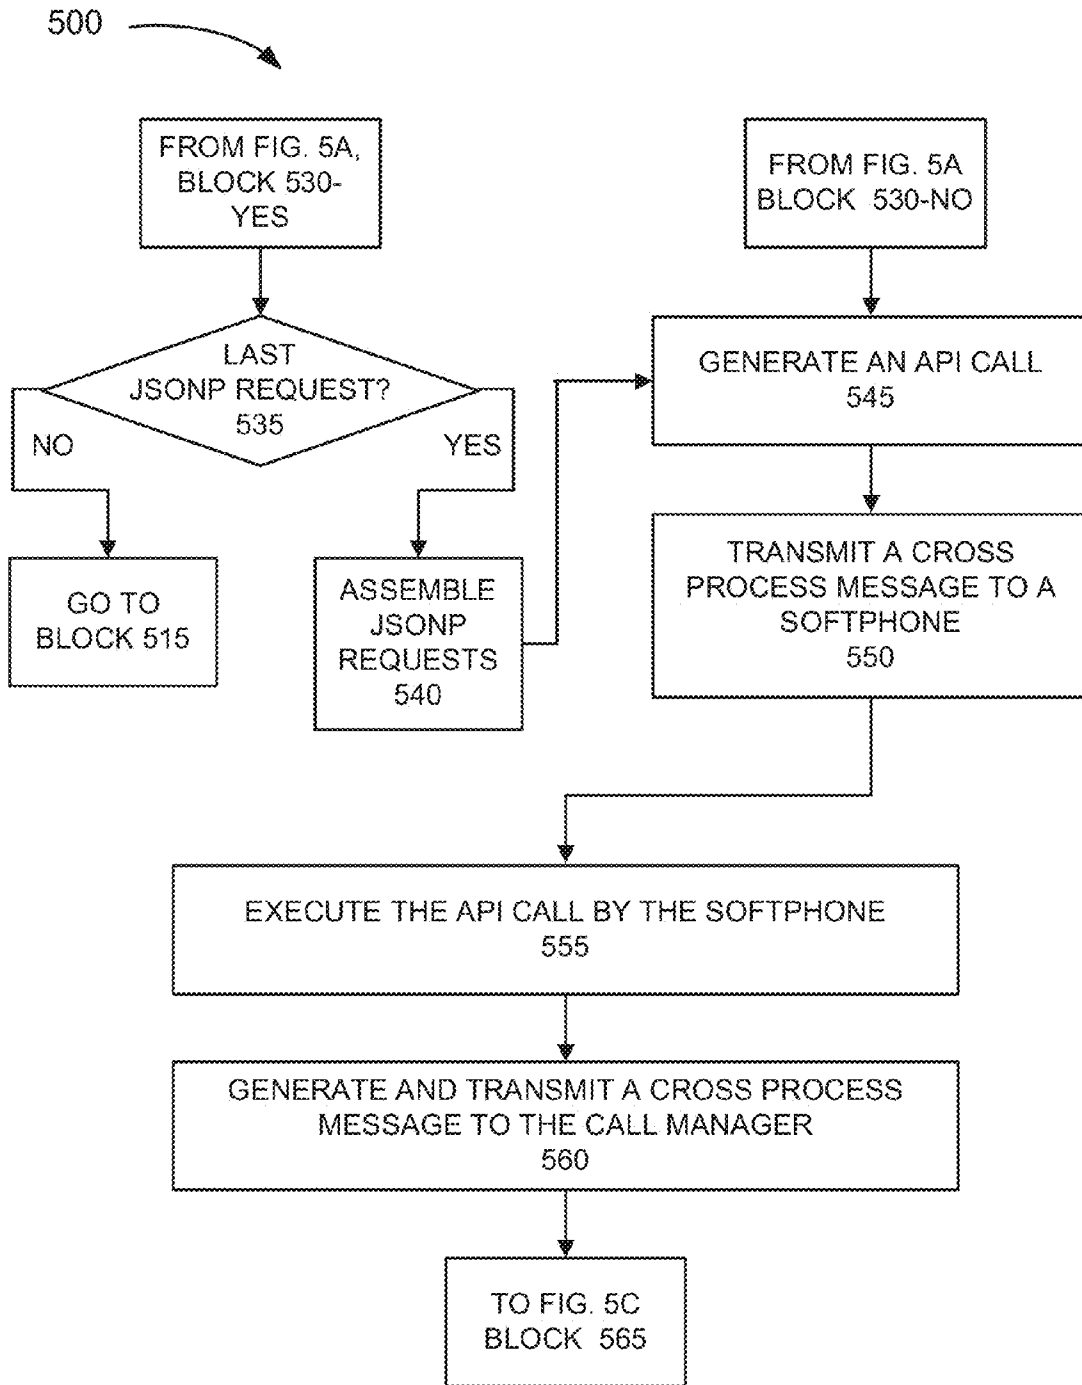 500
FROM FIG. 5A,
BLOCK 530-
YES
FROM FIG. 5A
BLOCK 530-NO
LAST
JSONP REQUEST?
535
NO
YES
GENERATE AN API CALL
545
GO TO
BLOCK 515
ASSEMBLE
JSONP
REQUESTS
540
TRANSMIT A CROSS
PROCESS MESSAGE TO A
SOFTPHONE
550
EXECUTE THE API CALL BY THE SOFTPHONE
555
GENERATE AND TRANSMIT A CROSS PROCESS
MESSAGE TO THE CALL MANAGER
560
TO FIG. 5C
BLOCK 565